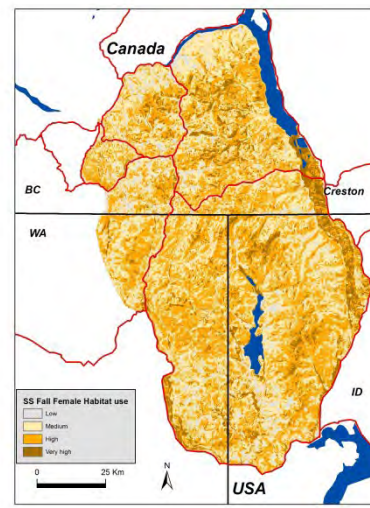 Canada
BC
Creston
WA
SS Fall Female Habitat use
Low
Medium
High
Very high
ID
0 25 Km
N
USA